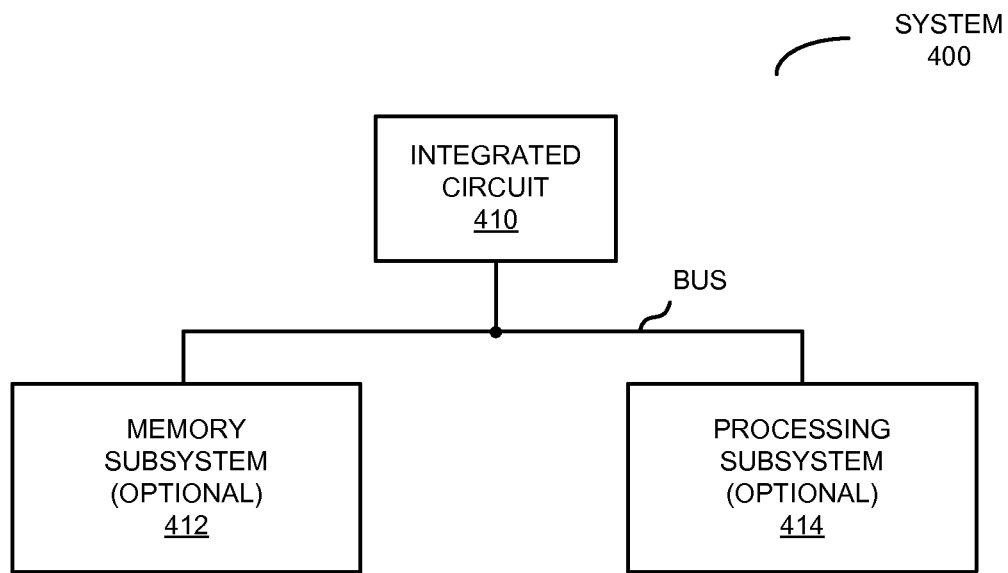 SYSTEM
400
INTEGRATED
CIRCUIT
410
BUS
MEMORY
SUBSYSTEM
(OPTIONAL)
412
PROCESSING
SUBSYSTEM
(OPTIONAL)
414